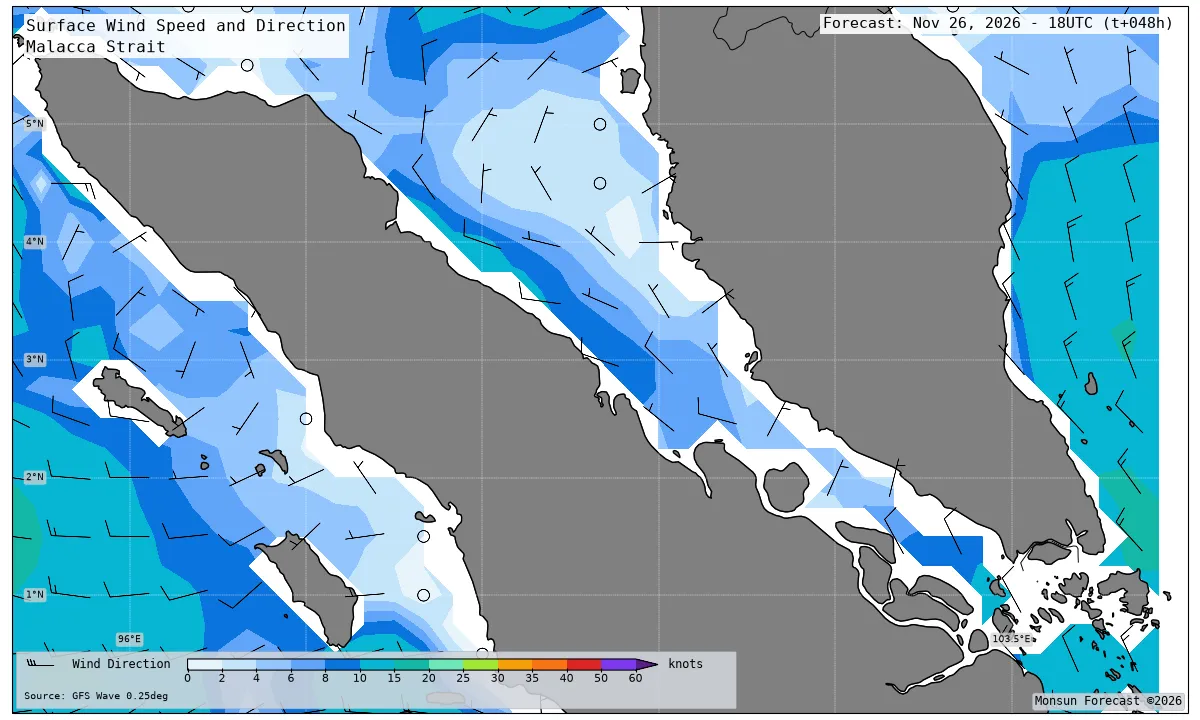 Surface Wind Speed and Direction
Malacca Strait
Forecast: Nov 26, 2026 - 18UTC (t+048h)
5°N
4°N
3°N
2°N
1°N
96°E
103.5°E
Wind Direction
knots
0 2 4 6 8 10 15 20 25 30 35 40 50 60
Source: GFS Wave 0.25deg
Monsun Forecast ©2026